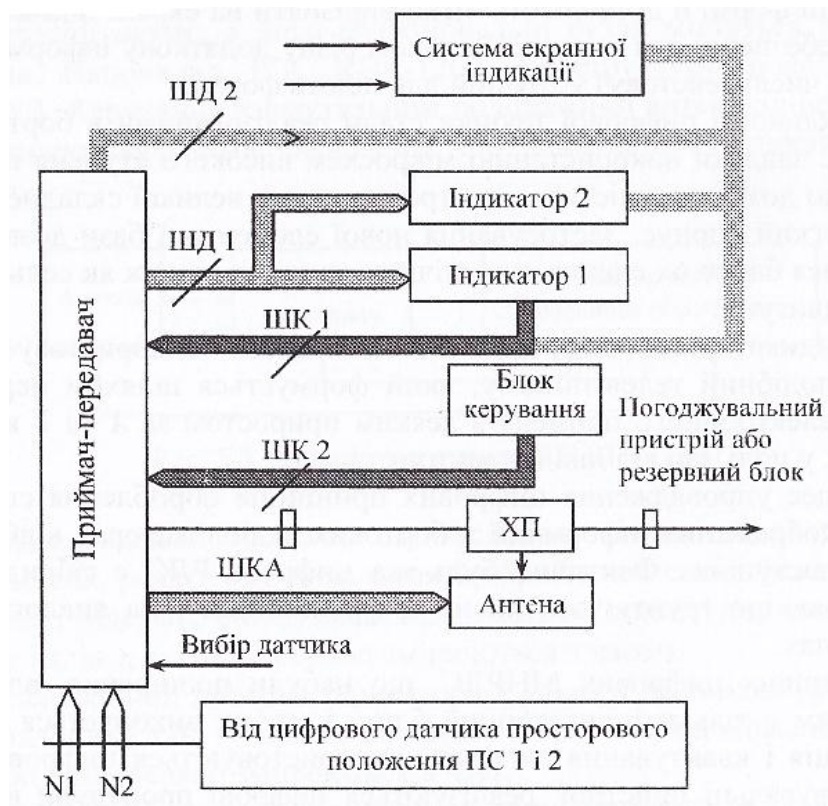 Система екранної
індикації
ШД 2
Індикатор 2
ШД 1
Індикатор 1
ШК 1
Блок
керування
Погоджувальний
пристрій або
резервний блок
ШК 2
Приймач-передавач
ХП
ШКА
Антена
Вибір датчика
Від цифрового датчика просторового
положення ПС 1 і 2
N1 N2